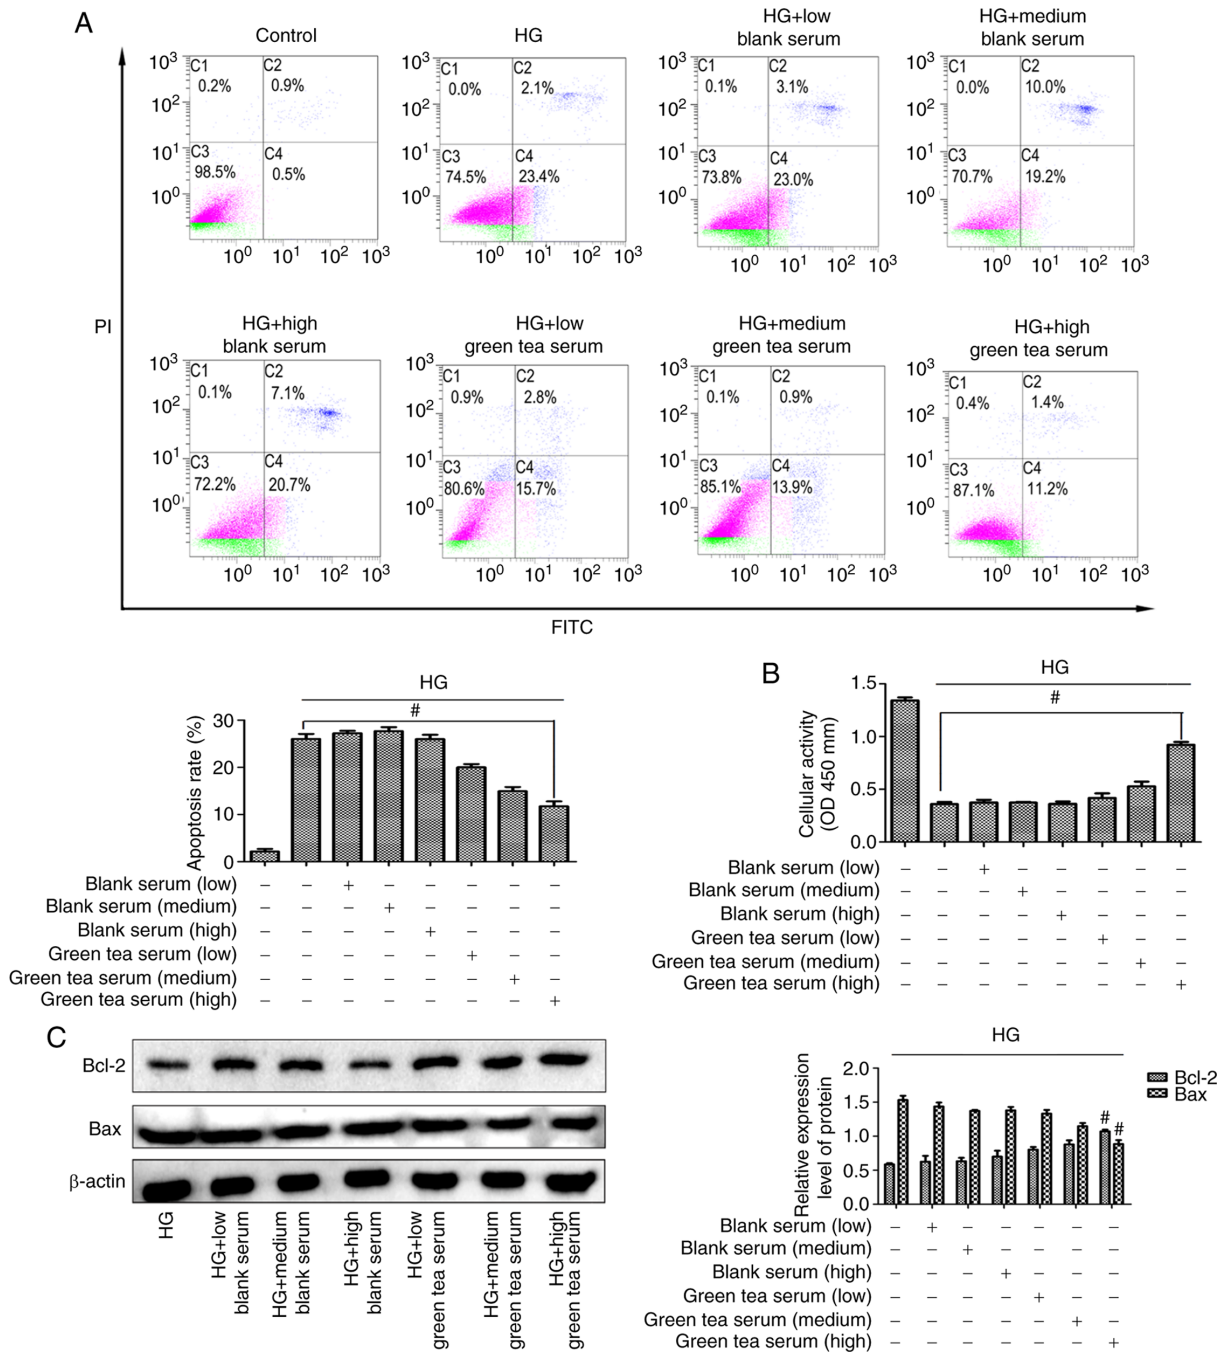 A
Control
HG
HG+low
blank serum
HG+medium
blank serum
10³
10²
10¹
10⁰
C1
0.2%
C2
0.9%
C3
98.5%
C4
0.5%
10⁰ 10¹ 10² 10³
10³
10²
10¹
10⁰
C1
0.0%
C2
2.1%
C3
74.5%
C4
23.4%
10⁰ 10¹ 10² 10³
10³
10²
10¹
10⁰
C1
0.1%
C2
3.1%
C3
73.8%
C4
23.0%
10⁰ 10¹ 10² 10³
10³
10²
10¹
10⁰
C1
0.0%
C2
10.0%
C3
70.7%
C4
19.2%
10⁰ 10¹ 10² 10³
PI
HG+high
blank serum
HG+low
green tea serum
HG+medium
green tea serum
HG+high
green tea serum
10³
10²
10¹
10⁰
C1
0.1%
C2
7.1%
C3
72.2%
C4
20.7%
10⁰ 10¹ 10² 10³
10³
10²
10¹
10⁰
C1
0.9%
C2
2.8%
C3
80.6%
C4
15.7%
10⁰ 10¹ 10² 10³
10³
10²
10¹
10⁰
C1
0.1%
C2
0.9%
C3
85.1%
C4
13.9%
10⁰ 10¹ 10² 10³
10³
10²
10¹
10⁰
C1
0.4%
C2
1.4%
C3
87.1%
C4
11.2%
10⁰ 10¹ 10² 10³
FITC
HG
#
Apoptosis rate (%)
30
20
10
0
Blank serum (low) – – + – – – – –
Blank serum (medium) – – – + – – – –
Blank serum (high) – – – – + – – –
Green tea serum (low) – – – – – + – –
Green tea serum (medium) – – – – – – + –
Green tea serum (high) – – – – – – – +
B
HG
#
Cellular activity
(OD 450 mm)
1.5
1.0
0.5
0.0
Blank serum (low) – – + – – – – –
Blank serum (medium) – – – + – – – –
Blank serum (high) – – – – + – – –
Green tea serum (low) – – – – – + – –
Green tea serum (medium) – – – – – – + –
Green tea serum (high) – – – – – – – +
C
Bcl-2
Bax
β-actin
HG
HG+low
blank serum
HG+medium
blank serum
HG+high
blank serum
HG+low
green tea serum
HG+medium
green tea serum
HG+high
green tea serum
HG
Bcl-2
Bax
# #
Relative expression
level of protein
2.0
1.5
1.0
0.5
0.0
Blank serum (low) – + – – – – –
Blank serum (medium) – – + – – – –
Blank serum (high) – – – + – – –
Green tea serum (low) – – – – + – –
Green tea serum (medium) – – – – – + –
Green tea serum (high) – – – – – – +